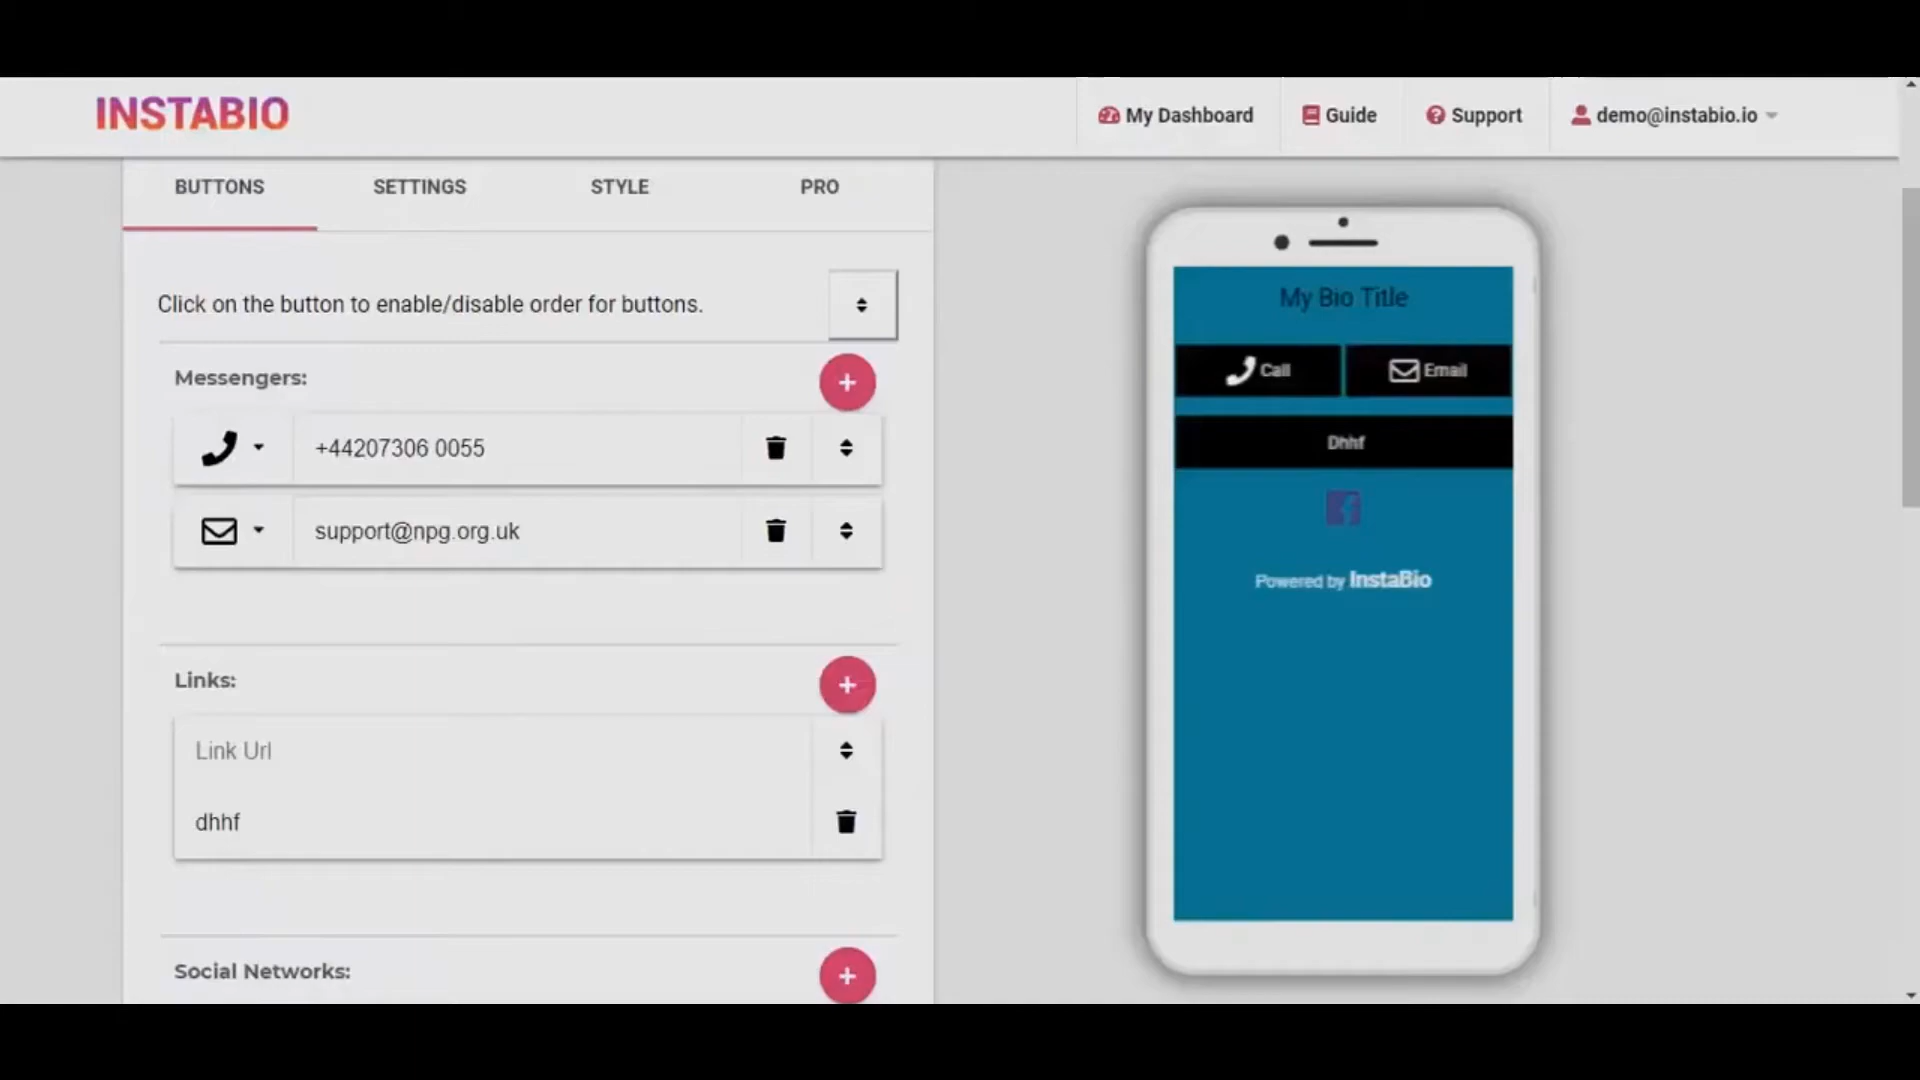 INSTABIO
My Dashboard
Guide
Support
demo@instabio.io
BUTTONS
SETTINGS
STYLE
PRO
Click on the button to enable/disable order for buttons.
Messengers:
+44207306 0055
support@npg.org.uk
Links:
Link Url
dhhf
Social Networks:
My Bio Title
Call
Email
Dhhf
Powered by InstaBio